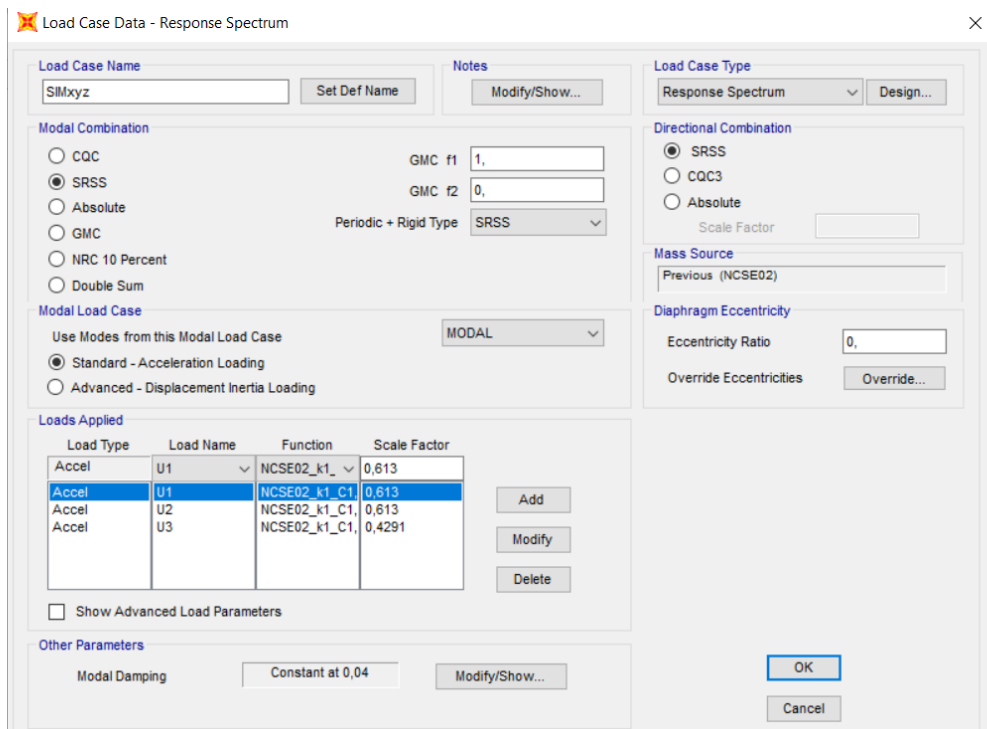 Load Case Data - Response Spectrum
Load Case Name
SIMxyz
Set Def Name
Notes
Modify/Show...
Load Case Type
Response Spectrum
Design...
Modal Combination
CQC
SRSS
Absolute
GMC
NRC 10 Percent
Double Sum
GMC f1
1,
GMC f2
0,
Periodic + Rigid Type
SRSS
Directional Combination
SRSS
CQC3
Absolute
Scale Factor
Mass Source
Previous (NCSE02)
Modal Load Case
Use Modes from this Modal Load Case
MODAL
Standard - Acceleration Loading
Advanced - Displacement Inertia Loading
Diaphragm Eccentricity
Eccentricity Ratio
0,
Override Eccentricities
Override...
Loads Applied
Load Type Load Name Function Scale Factor
Accel U1 NCSE02_k1_ 0,613
Accel U1 NCSE02_k1_C1, 0,613
Accel U2 NCSE02_k1_C1, 0,613
Accel U3 NCSE02_k1_C1, 0,4291
Add
Modify
Delete
Show Advanced Load Parameters
Other Parameters
Modal Damping
Constant at 0,04
Modify/Show...
OK
Cancel